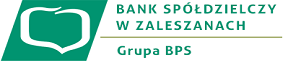 BANK SPÓŁDZIELCZY
W ZALESZANACH
Grupa BPS